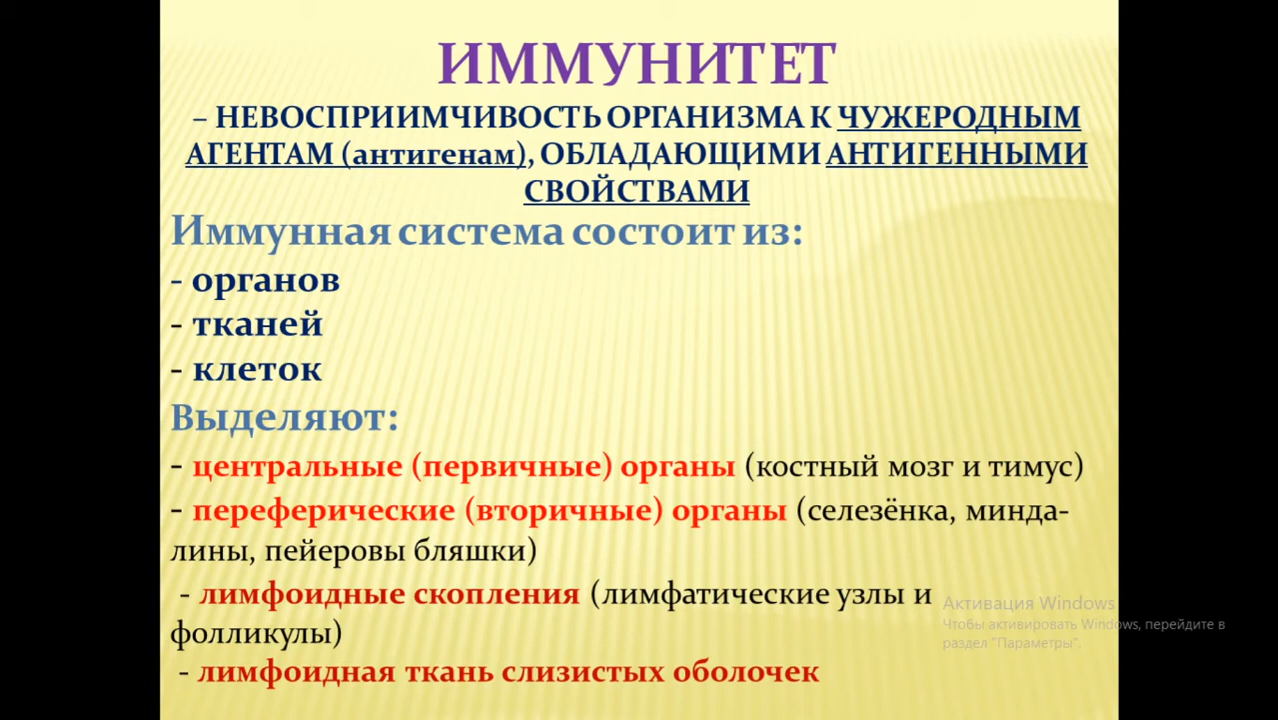 ИММУНИТЕТ
– НЕВОСПРИИМЧИВОСТЬ ОРГАНИЗМА К ЧУЖЕРОДНЫМ
АГЕНТАМ (антигенам), ОБЛАДАЮЩИМИ АНТИГЕННЫМИ
СВОЙСТВАМИ
Иммунная система состоит из:
- органов
- тканей
- клеток
Выделяют:
- центральные (первичные) органы (костный мозг и тимус)
- переферические (вторичные) органы (селезёнка, минда-
лины, пейеровы бляшки)
- лимфоидные скопления (лимфатические узлы и
фолликулы)
- лимфоидная ткань слизистых оболочек
Активация Windows
Чтобы активировать Windows, перейдите в
раздел "Параметры".